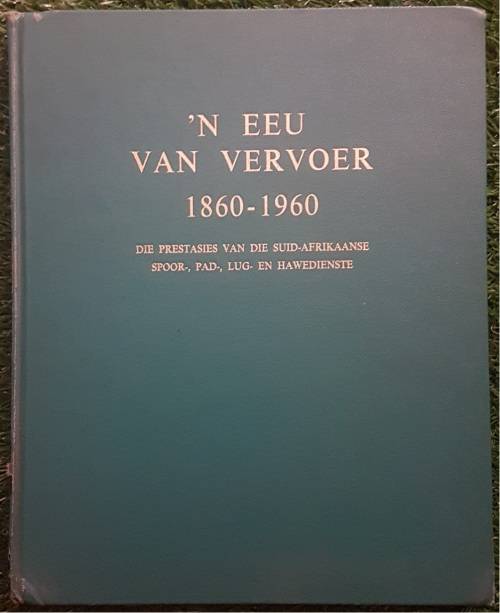 'N EEU
VAN VERVOER
1860-1960
DIE PRESTASIES VAN DIE SUID-AFRIKAANSE
SPOOR-, PAD-, LUG- EN HAWEDIENSTE